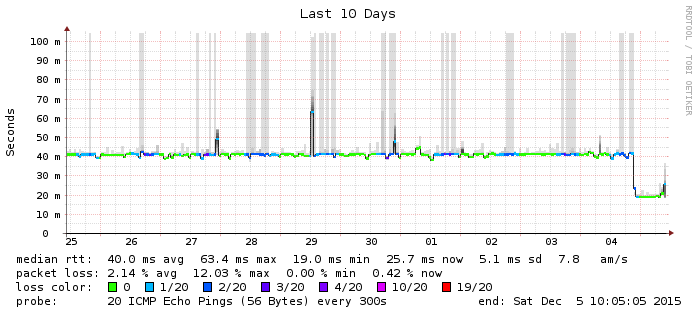 Last 10 Days
RRDTOOL / TOBI OETIKER
Seconds
100 m
90 m
80 m
70 m
60 m
50 m
40 m
30 m
20 m
10 m
0
25 26 27 28 29 30 01 02 03 04
median rtt: 40.0 ms avg 63.4 ms max 19.0 ms min 25.7 ms now 5.1 ms sd 7.8 am/s
packet loss: 2.14 % avg 12.03 % max 0.00 % min 0.42 % now
loss color: 0 1/20 2/20 3/20 4/20 10/20 19/20
probe: 20 ICMP Echo Pings (56 Bytes) every 300s end: Sat Dec 5 10:05:05 2015